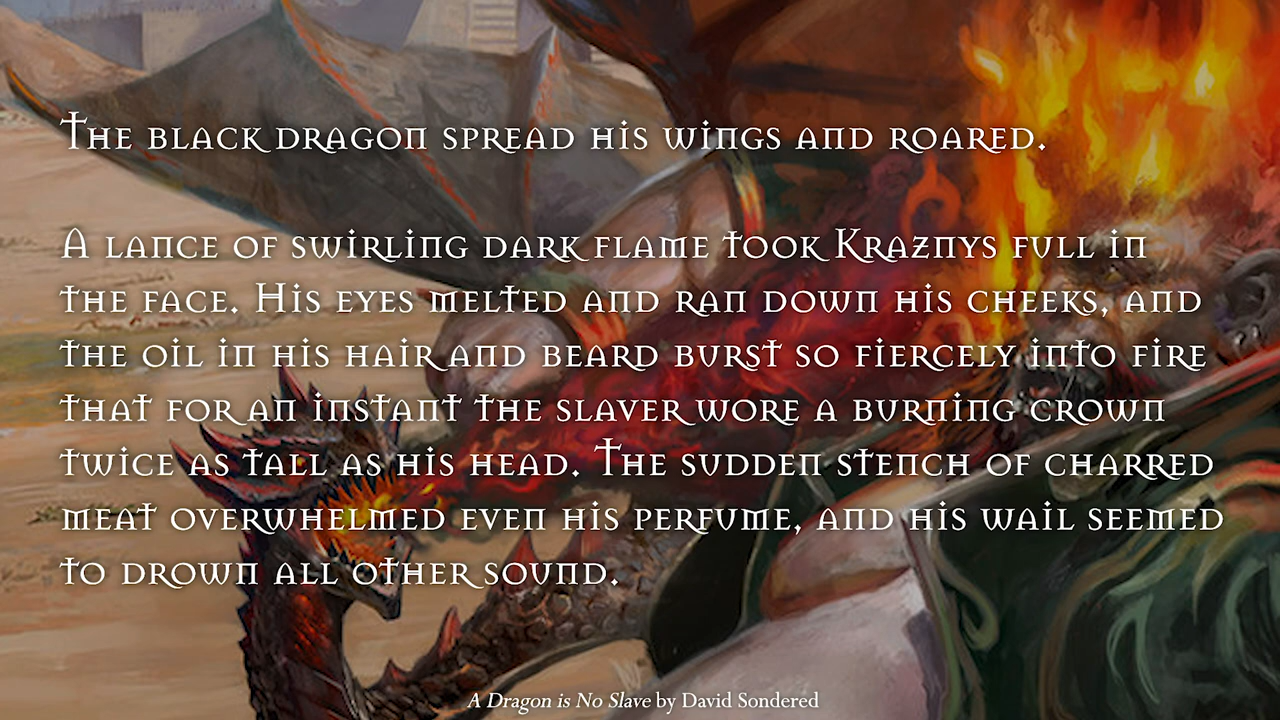 The black dragon spread his wings and roared.
A lance of swirling dark flame took Kraznys full in
the face. His eyes melted and ran down his cheeks, and
the oil in his hair and beard burst so fiercely into fire
that for an instant the slaver wore a burning crown
twice as tall as his head. The sudden stench of charred
meat overwhelmed even his perfume, and his wail seemed
to drown all other sound.
A Dragon is No Slave by David Sondered